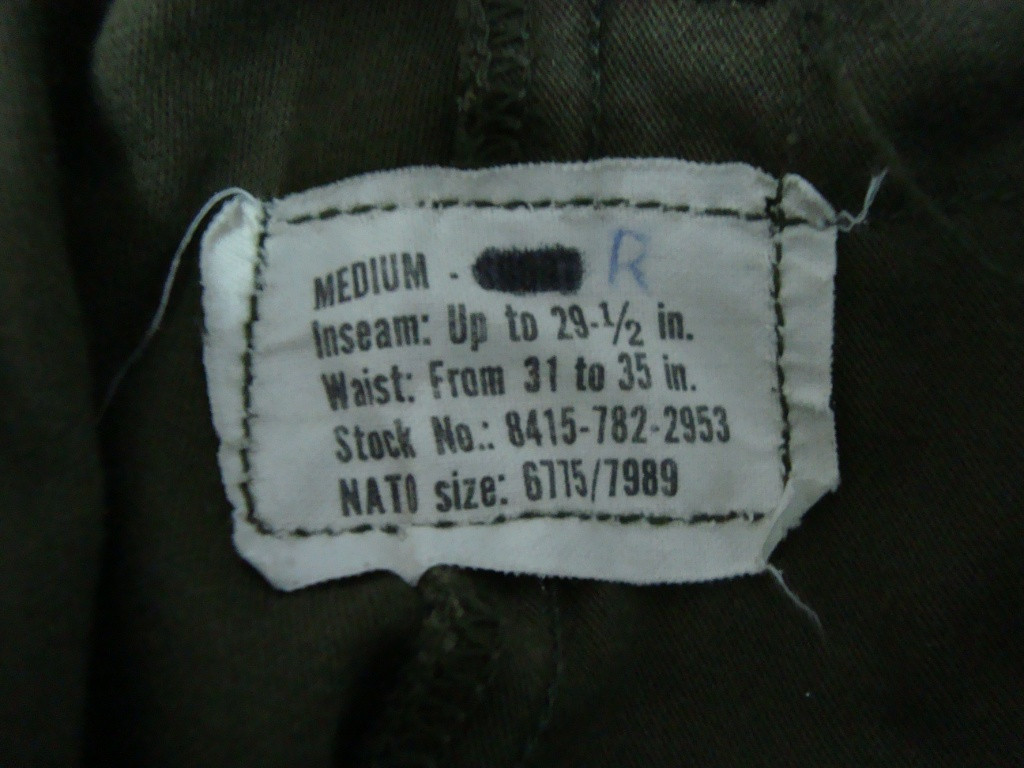 MEDIUM - R
Inseam: Up to 29-1/2 in.
Waist: From 31 to 35 in.
Stock No.: 8415-782-2953
NATO size: 6775/7989